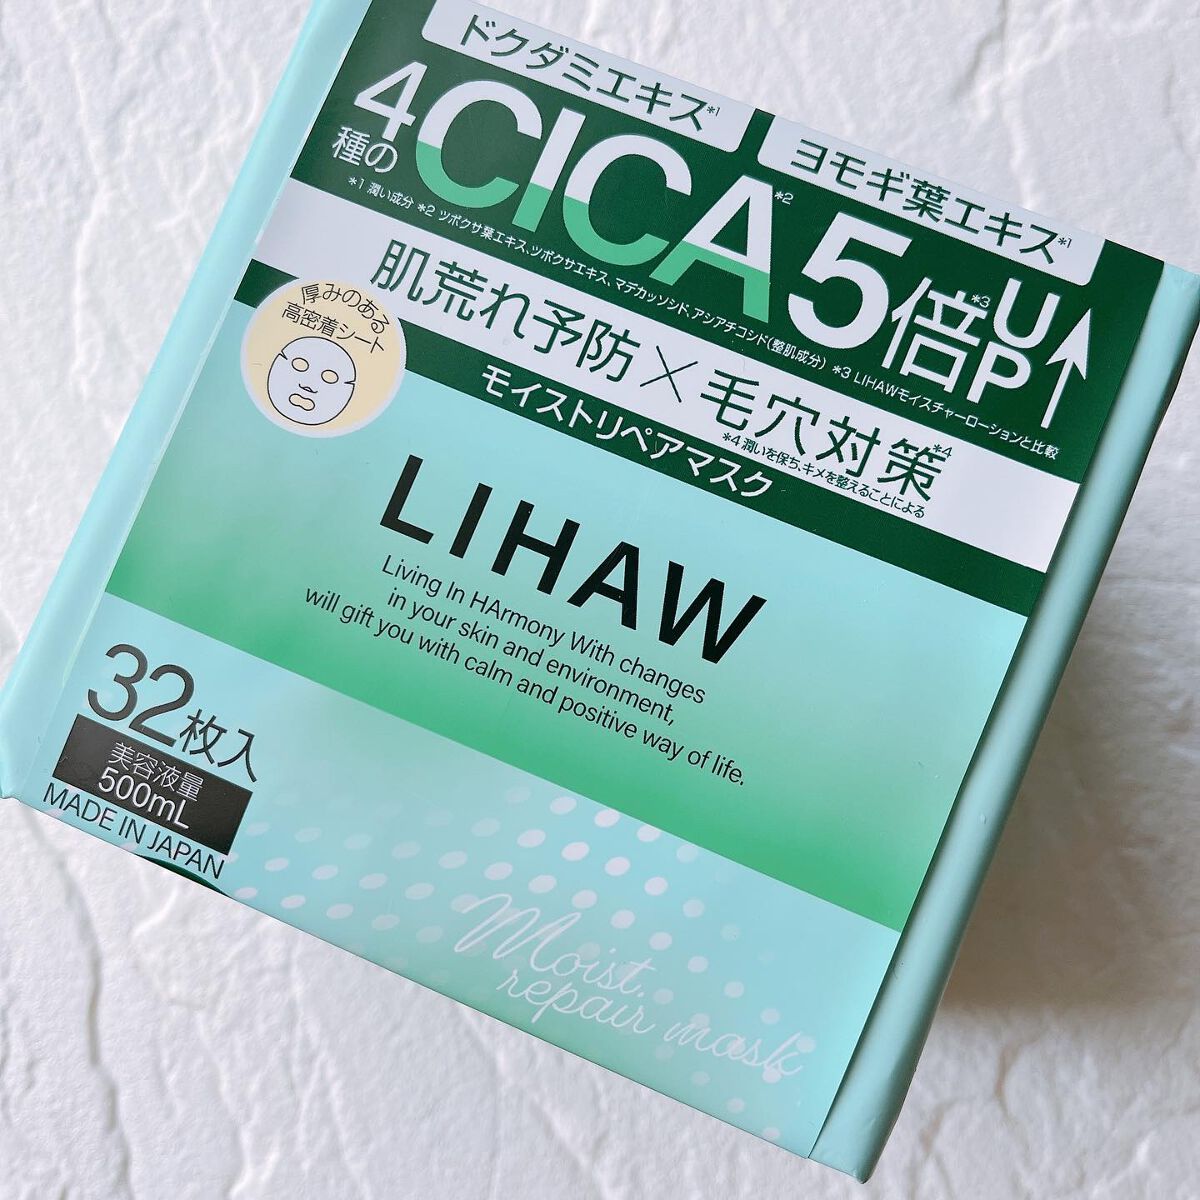 ドクダミエキス*1
ヨモギ葉エキス*1
4種のCICA*2 5倍*3 UP
*1 潤い成分 *2 ツボクサ葉エキス、ツボクサエキス、マデカッソシド、アシアチコシド(整肌成分) *3 LIHAWモイスチャーローションと比較
肌荒れ予防×毛穴対策*4
*4 潤いを保ち、キメを整えることによる
厚みのある
高密着シート
モイストリペアマスク
LIHAW
Living In HArmony With changes
in your skin and environment,
will gift you with calm and positive way of life.
32枚入
美容液量
500mL
MADE IN JAPAN
Moist
repair mask